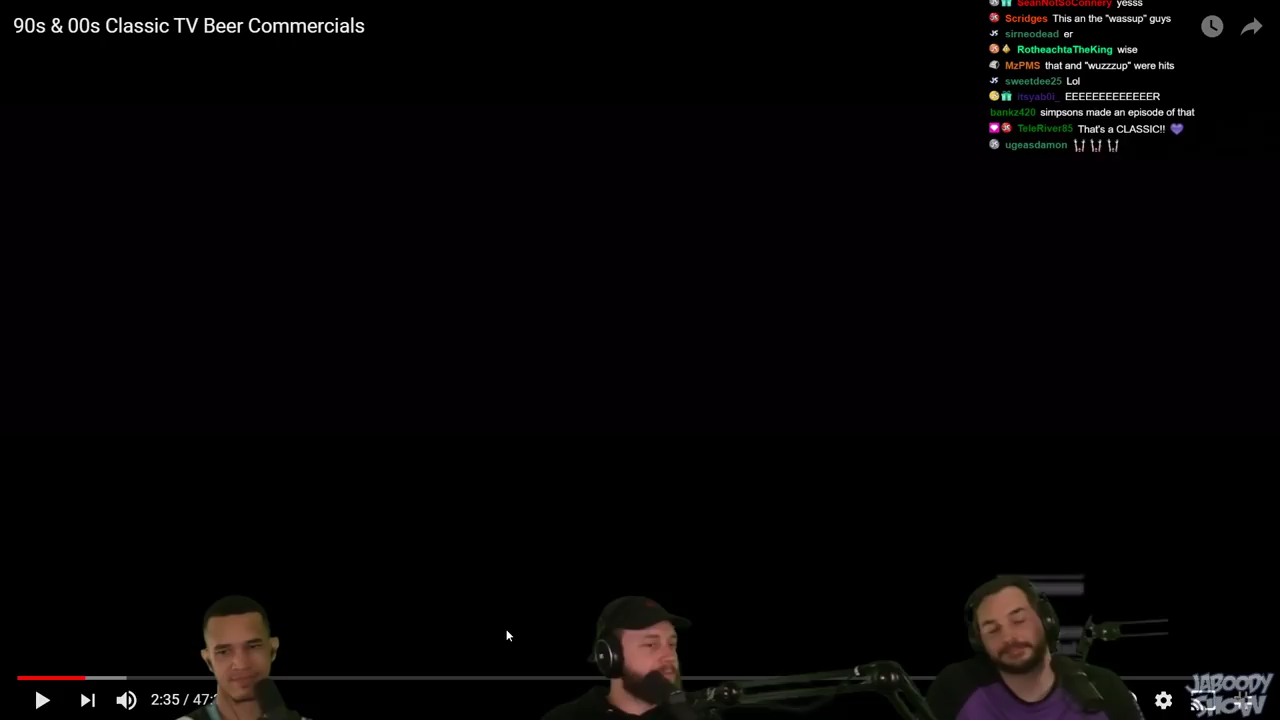 90s & 00s Classic TV Beer Commercials
SeanNotSoConnery yesss
Scridges This an the "wassup" guys
sirneodead er
RotheachtaTheKing wise
MzPMS that and "wuzzzup" were hits
sweetdee25 Lol
itsyab0i_ EEEEEEEEEEEEER
bankz420 simpsons made an episode of that
TeleRiver85 That's a CLASSIC!!
ugeasdamon
2:35 / 47:
JABOODY
SHOW